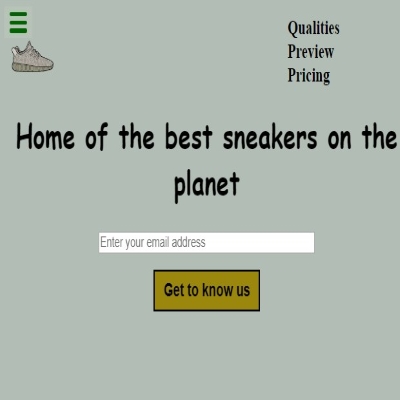 Qualities
Preview
Pricing
Home of the best sneakers on the
planet
Enter your email address
Get to know us